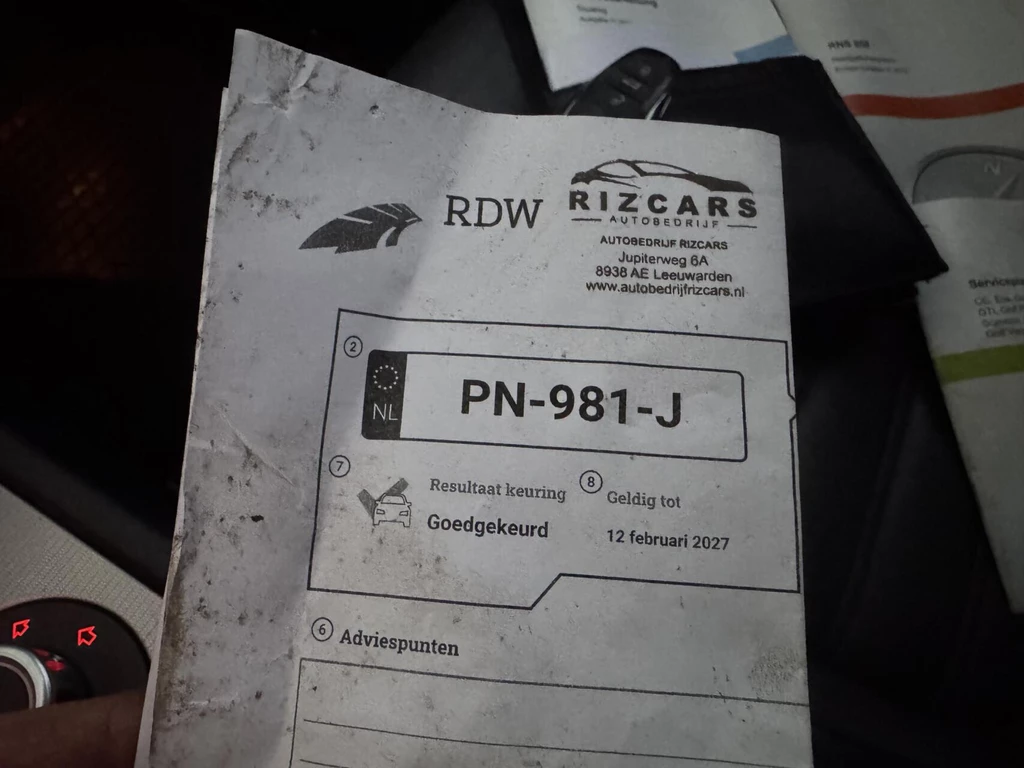 RDW
RIZCARS
AUTOBEDRIJF
AUTOBEDRIJF RIZCARS
Jupiterweg 6A
8938 AE Leeuwarden
www.autobedrijfrizcars.nl
2
NL
PN-981-J
7
Resultaat keuring
Goedgekeurd
8
Geldig tot
12 februari 2027
6 Adviespunten